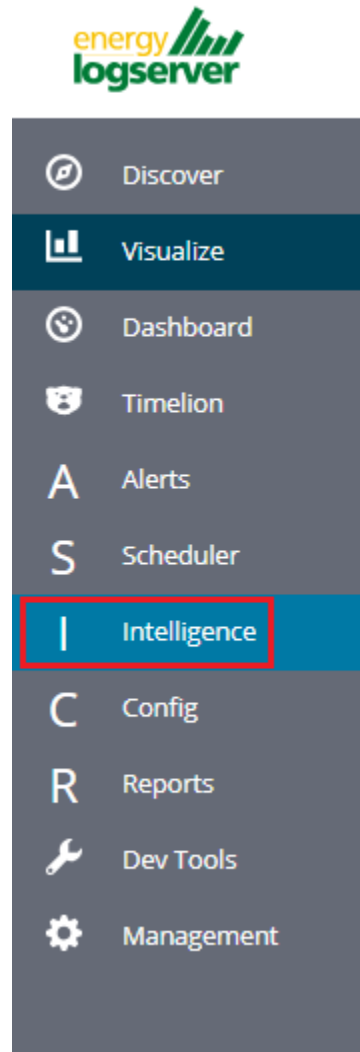 energy
logserver
Discover
Visualize
Dashboard
Timelion
A Alerts
S Scheduler
I Intelligence
C Config
R Reports
Dev Tools
Management